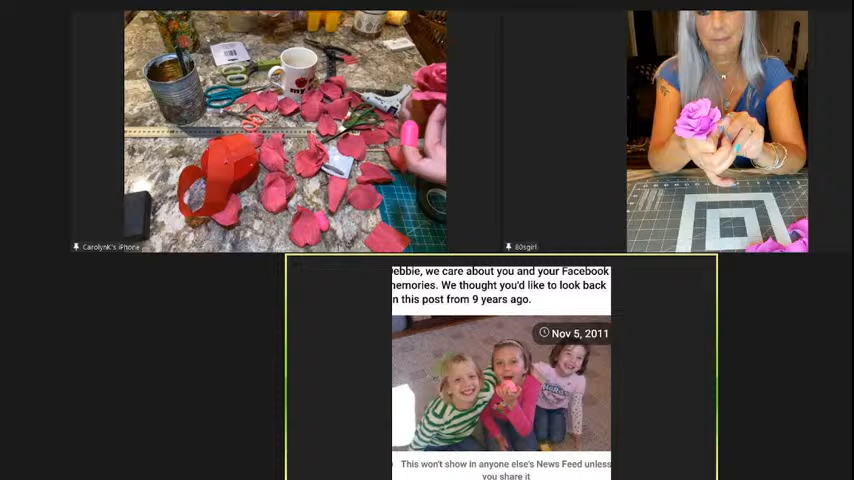 my
CarolynK's iPhone
80sgirl
ebbie, we care about you and your Facebook
emories. We thought you'd like to look back
n this post from 9 years ago.
Nov 5, 2011
This won't show in anyone else's News Feed unless
you share it